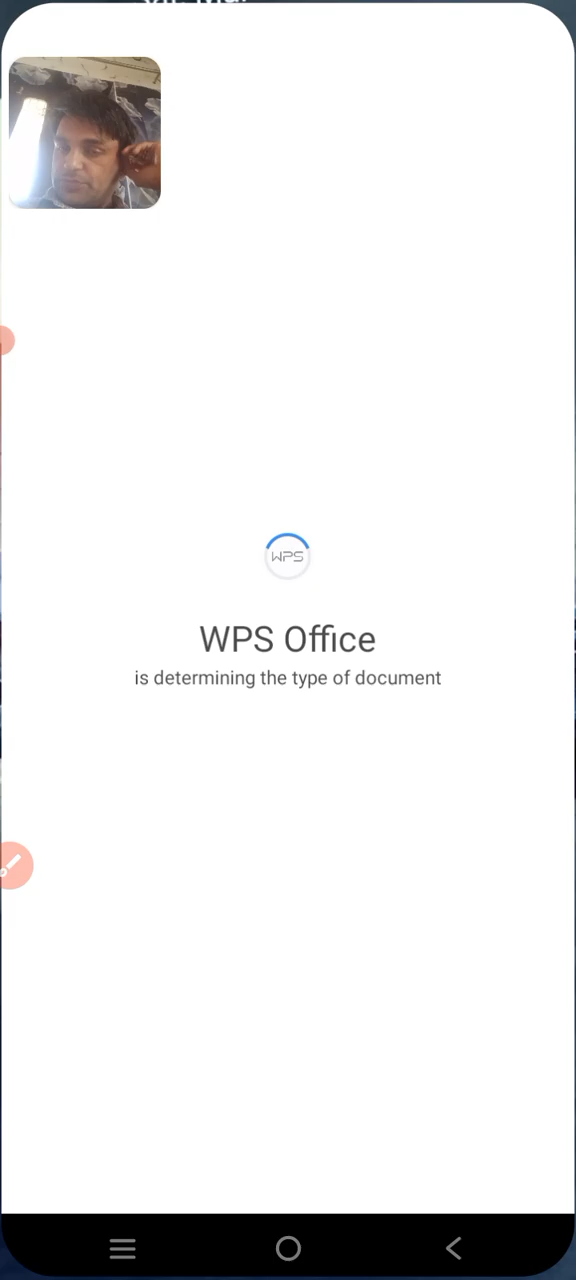 WPS
WPS Office
is determining the type of document